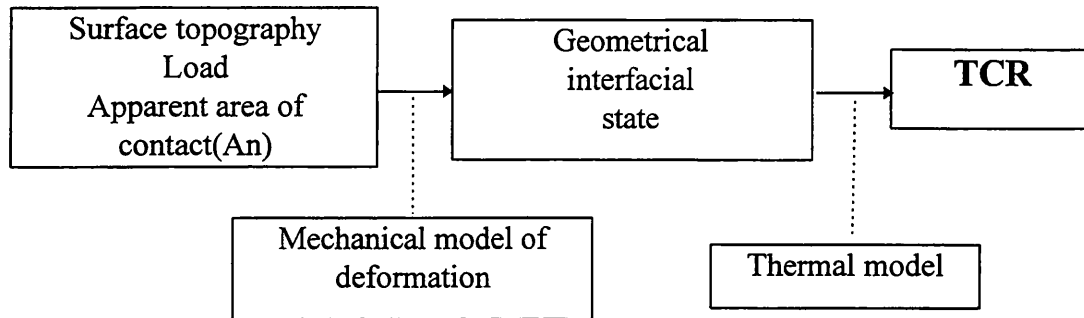 Surface topography
Load
Apparent area of
contact(An)
Geometrical
interfacial
state
TCR
Mechanical model of
deformation
Thermal model